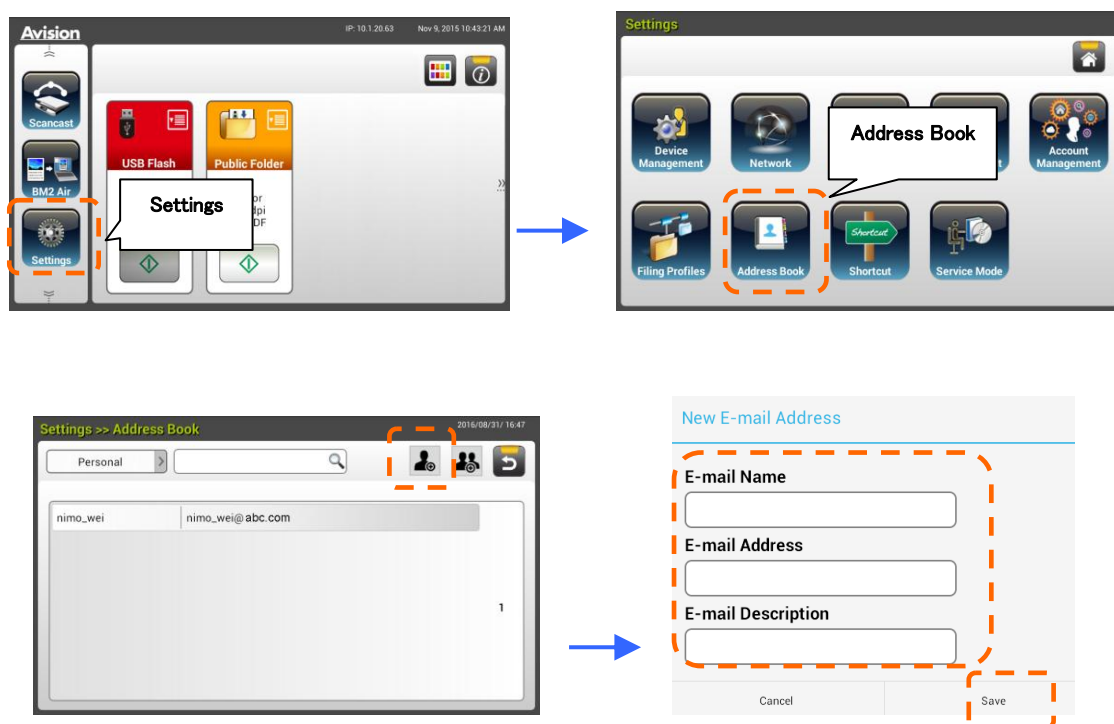 Avision
IP: 10.1.20.63 Nov 9, 2015 10:43:21 AM
Scancast
BM2 Air
Settings
USB Flash
Public Folder
Settings
Settings
Address Book
Device
Management
Network
Account
Management
Filing Profiles
Address Book
Shortcut
Shortcut
Service Mode
Settings >> Address Book
2016/08/31/ 16:47
Personal
nimo_wei nimo_wei@abc.com
1
New E-mail Address
E-mail Name
E-mail Address
E-mail Description
Cancel Save